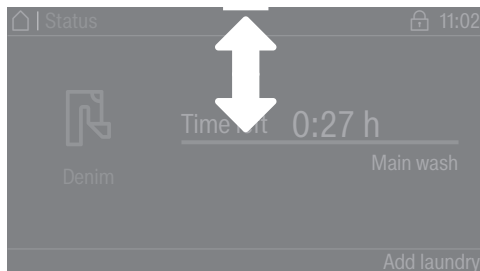 | Status 11:02
Time left 0:27 h
Main wash
Denim
Add laundry